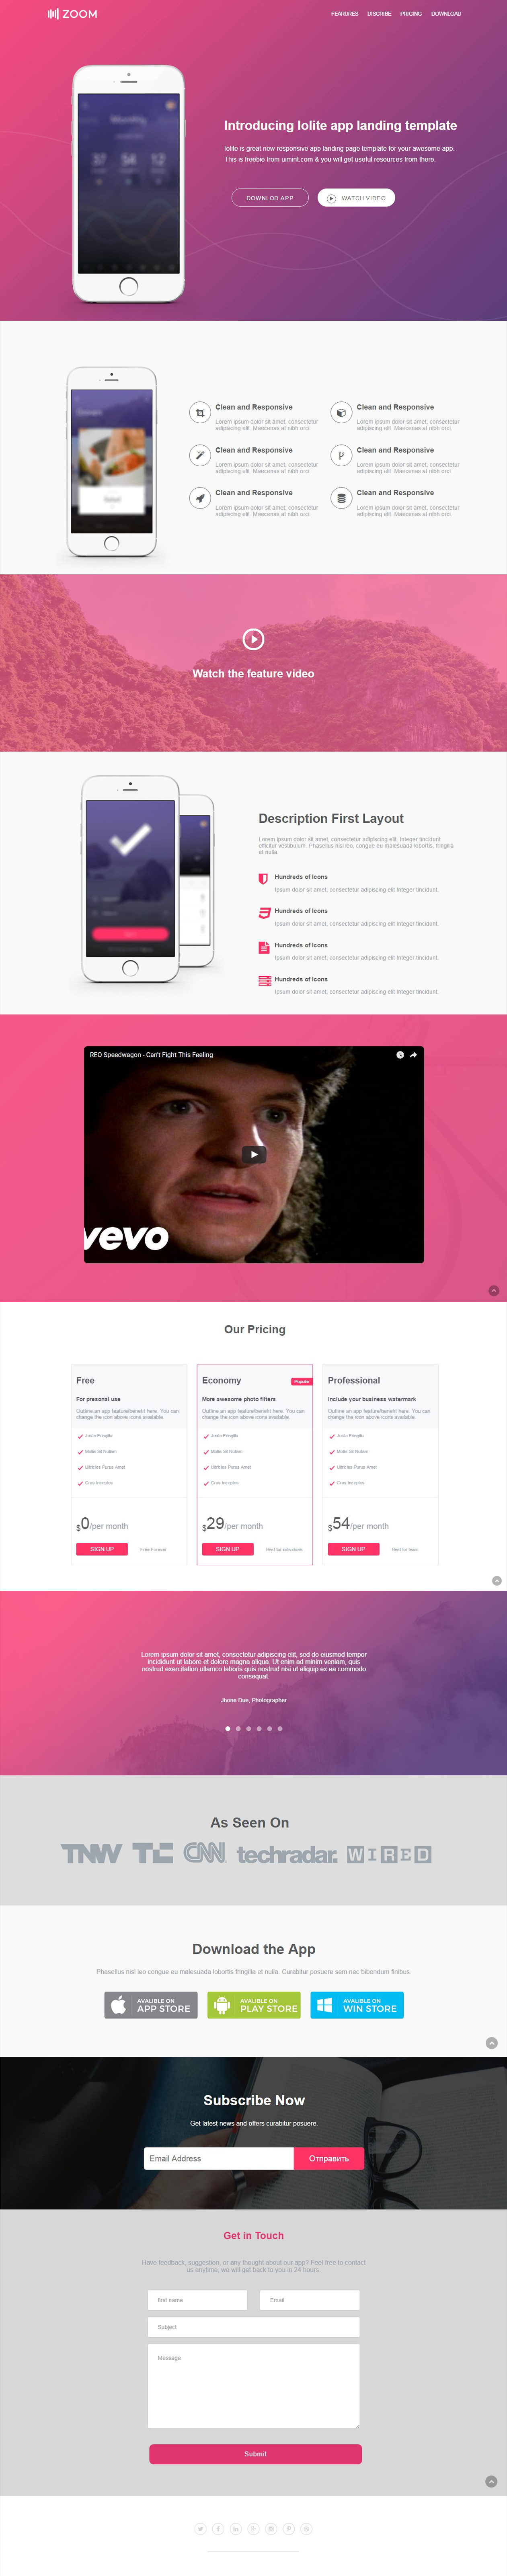 ZOOM
FEARURES DISCRIBE PRICING DOWNLOAD
Introducing Iolite app landing template
Iolite is great new responsive app landing page template for your awesome app.
This is freebie from uimint.com & you will get useful resources from there.
DOWNLOD APP
WATCH VIDEO
Clean and Responsive
Lorem ipsum dolor sit amet, consectetur
adipiscing elit. Maecenas at nibh orci.
Clean and Responsive
Lorem ipsum dolor sit amet, consectetur
adipiscing elit. Maecenas at nibh orci.
Clean and Responsive
Lorem ipsum dolor sit amet, consectetur
adipiscing elit. Maecenas at nibh orci.
Clean and Responsive
Lorem ipsum dolor sit amet, consectetur
adipiscing elit. Maecenas at nibh orci.
Clean and Responsive
Lorem ipsum dolor sit amet, consectetur
adipiscing elit. Maecenas at nibh orci.
Clean and Responsive
Lorem ipsum dolor sit amet, consectetur
adipiscing elit. Maecenas at nibh orci.
Watch the feature video
Description First Layout
Lorem ipsum dolor sit amet, consectetur adipiscing elit. Integer tincidunt
efficitur vestibulum. Phasellus nisl leo, congue eu malesuada lobortis, fringilla
et nulla.
Hundreds of Icons
Ipsum dolor sit amet, consectetur adipiscing elit integer tincidunt.
Hundreds of Icons
Ipsum dolor sit amet, consectetur adipiscing elit integer tincidunt.
Hundreds of Icons
Ipsum dolor sit amet, consectetur adipiscing elit integer tincidunt.
Hundreds of Icons
Ipsum dolor sit amet, consectetur adipiscing elit integer tincidunt.
REO Speedwagon - Can't Fight This Feeling
vevo
Our Pricing
Free
For presonal use
Outline an app feature/benefit here. You can
change the icon above icons available.
Justo Fringilla
Mollis Sit Nullam
Ultricies Purus Amet
Cras Inceptos
$0/per month
SIGN UP
Free Forever
Economy
Popular
More awesome photo filters
Outline an app feature/benefit here. You can
change the icon above icons available.
Justo Fringilla
Mollis Sit Nullam
Ultricies Purus Amet
Cras Inceptos
$29/per month
SIGN UP
Best for individuals
Professional
Include your business watermark
Outline an app feature/benefit here. You can
change the icon above icons available.
Justo Fringilla
Mollis Sit Nullam
Ultricies Purus Amet
Cras Inceptos
$54/per month
SIGN UP
Best for team
Lorem ipsum dolor sit amet, consectetur adipiscing elit, sed do eiusmod tempor
incididunt ut labore et dolore magna aliqua. Ut enim ad minim veniam, quis
nostrud exercitation ullamco laboris quis nostrud nisi ut aliquip ex ea commodo
consequat.
Jhone Due, Photographer
As Seen On
TNW TC CNN techradar. WIRED
Download the App
Phasellus nisl leo congue eu malesuada lobortis fringilla et nulla. Curabitur posuere sem nec bibendum finibus.
AVALIBLE ON
APP STORE
AVALIBLE ON
PLAY STORE
AVALIBLE ON
WIN STORE
Subscribe Now
Get latest news and offers curabitur posuere.
Email Address
Отправить
Get in Touch
Have feedback, suggestion, or any thought about our app? Feel free to contact
us anytime, we will get back to you in 24 hours.
first name
Email
Subject
Message
Submit